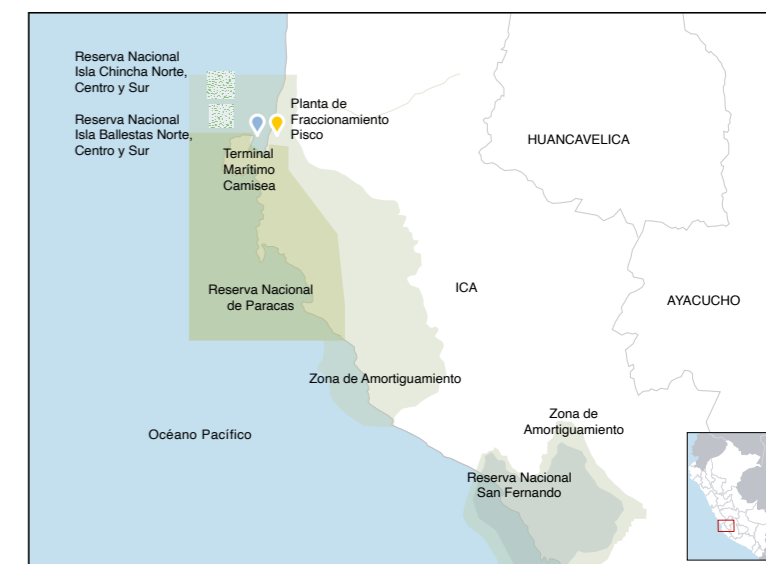 Reserva Nacional
Isla Chincha Norte,
Centro y Sur
Reserva Nacional
Isla Ballestas Norte,
Centro y Sur
Planta de
Fraccionamiento
Pisco
Terminal
Marítimo
Camisea
HUANCAVELICA
Reserva Nacional
de Paracas
ICA
AYACUCHO
Zona de Amortiguamiento
Zona de
Amortiguamiento
Océano Pacífico
Reserva Nacional
San Fernando